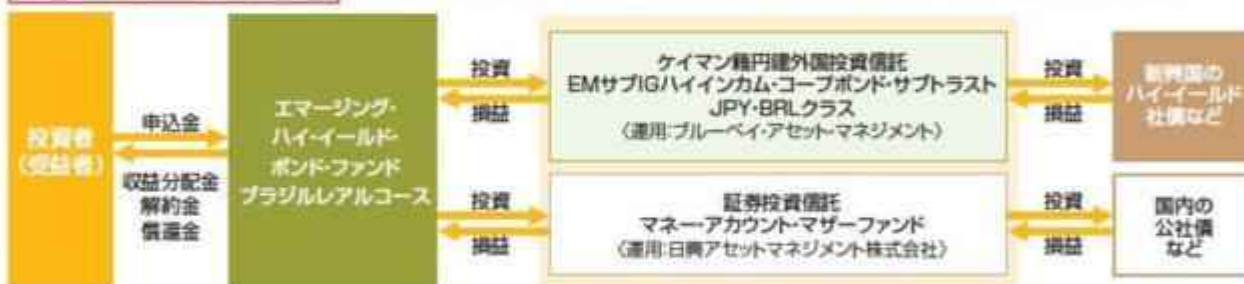 投資者
(受益者)
申込金
収益分配金
解約金
償還金
エマージング・
ハイ・イールド・
ボンド・ファンド
ブラジルレアルコース
投資
損益
ケイマン籍円建外国投資信託
EMサブIGハイインカム・コープボンド・サブトラスト
JPY・BRLクラス
〈運用:ブルーベイ・アセット・マネジメント〉
投資
損益
新興国の
ハイ・イールド
社債など
投資
損益
証券投資信託
マネー・アカウント・マザーファンド
〈運用:日興アセットマネジメント株式会社〉
投資
損益
国内の
公社債
など